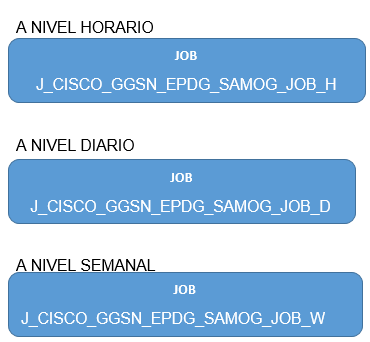 A NIVEL HORARIO
JOB
J_CISCO_GGSN_EPDG_SAMOG_JOB_H
A NIVEL DIARIO
JOB
J_CISCO_GGSN_EPDG_SAMOG_JOB_D
A NIVEL SEMANAL
JOB
J_CISCO_GGSN_EPDG_SAMOG_JOB_W